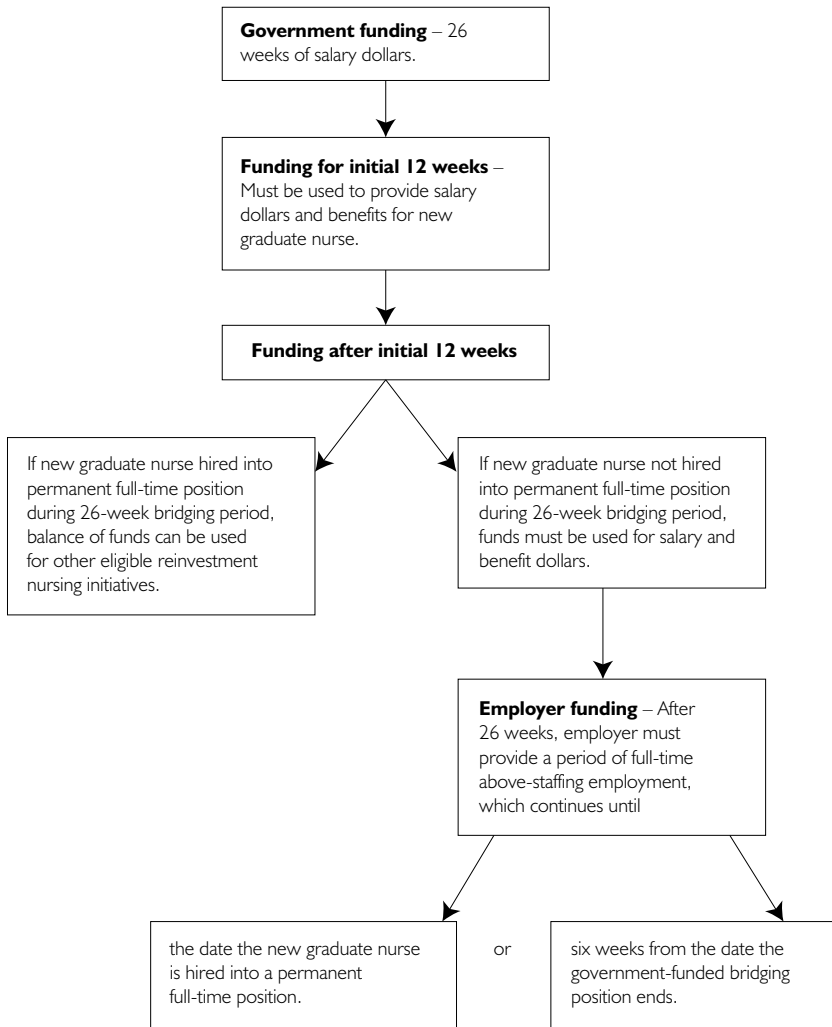 Government funding – 26
weeks of salary dollars.
Funding for initial 12 weeks –
Must be used to provide salary
dollars and benefits for new
graduate nurse.
Funding after initial 12 weeks
If new graduate nurse hired into
permanent full-time position
during 26-week bridging period,
balance of funds can be used
for other eligible reinvestment
nursing initiatives.
If new graduate nurse not hired
into permanent full-time position
during 26-week bridging period,
funds must be used for salary and
benefit dollars.
Employer funding – After
26 weeks, employer must
provide a period of full-time
above-staffing employment,
which continues until
the date the new graduate nurse
is hired into a permanent
full-time position.
or
six weeks from the date the
government-funded bridging
position ends.